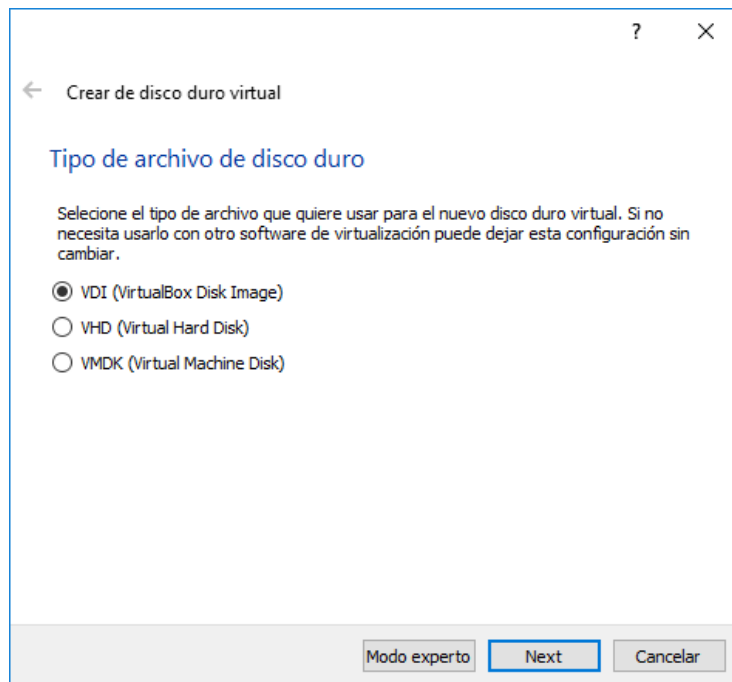 ?
Crear de disco duro virtual
Tipo de archivo de disco duro
Selecione el tipo de archivo que quiere usar para el nuevo disco duro virtual. Si no
necesita usarlo con otro software de virtualización puede dejar esta configuración sin
cambiar.
VDI (VirtualBox Disk Image)
VHD (Virtual Hard Disk)
VMDK (Virtual Machine Disk)
Modo experto Next Cancelar